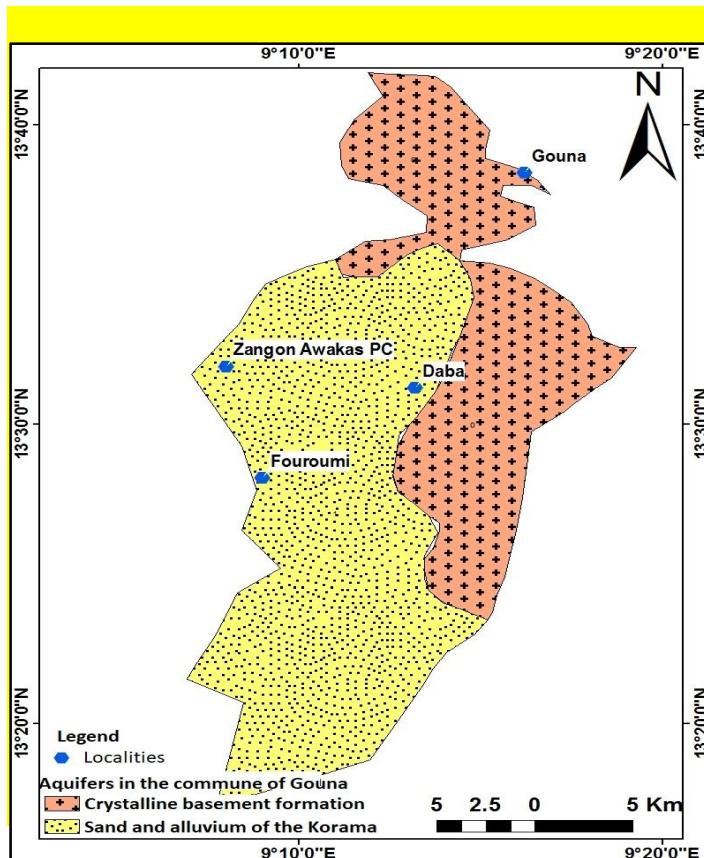 9°10'0"E
9°20'0"E
N
13°40'0"N
13°40'0"N
Gouna
Zangon Awakas PC
Daba
13°30'0"N
13°30'0"N
Fouroumi
13°20'0"N
13°20'0"N
Legend
Localities
Aquifers in the commune of Gouna
Crystalline basement formation
Sand and alluvium of the Korama
5 2.5 0 5 Km
9°10'0"E
9°20'0"E